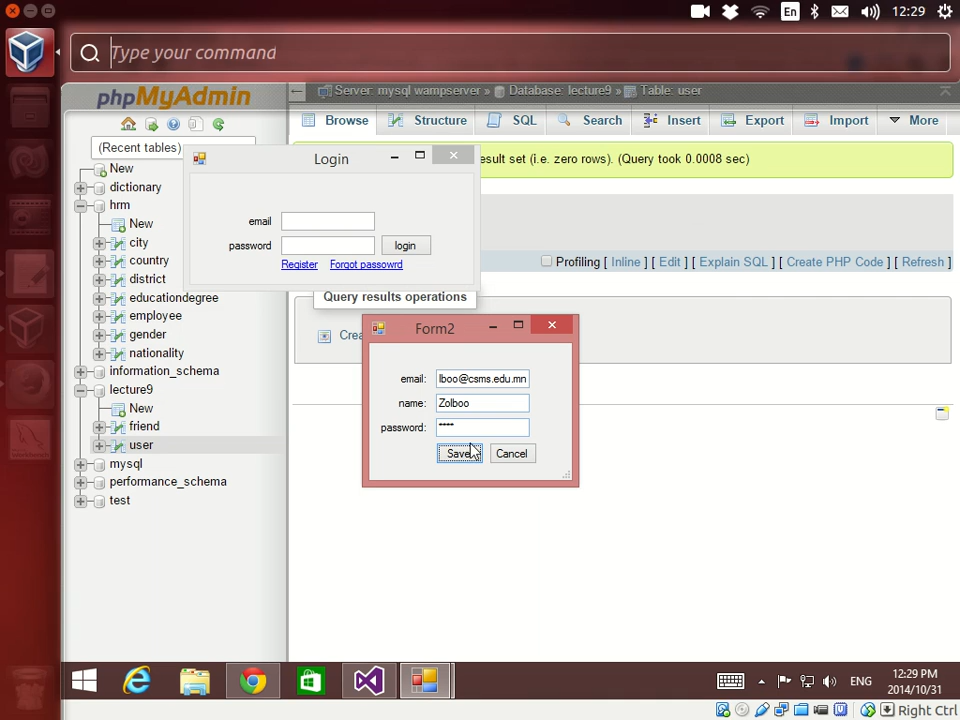 En
12:29
Type your command
phpMyAdmin
Server: mysql wampserver » Database: lecture9 » Table: user
Browse Structure SQL Search Insert Export Import More
(Recent tables)
esult set (i.e. zero rows). (Query took 0.0008 sec)
New
dictionary
hrm
New
city
country
district
educationdegree
employee
gender
nationality
information_schema
lecture9
New
friend
user
mysql
performance_schema
test
Login
email
password
login
Register Forgot passowrd
Profiling [ Inline ] [ Edit ] [ Explain SQL ] [ Create PHP Code ] [ Refresh ]
Query results operations
Crea
Form2
email: lboo@csms.edu.mn
name: Zolboo
password: ****
Save Cancel
ENG
12:29 PM
2014/10/31
Right Ctrl